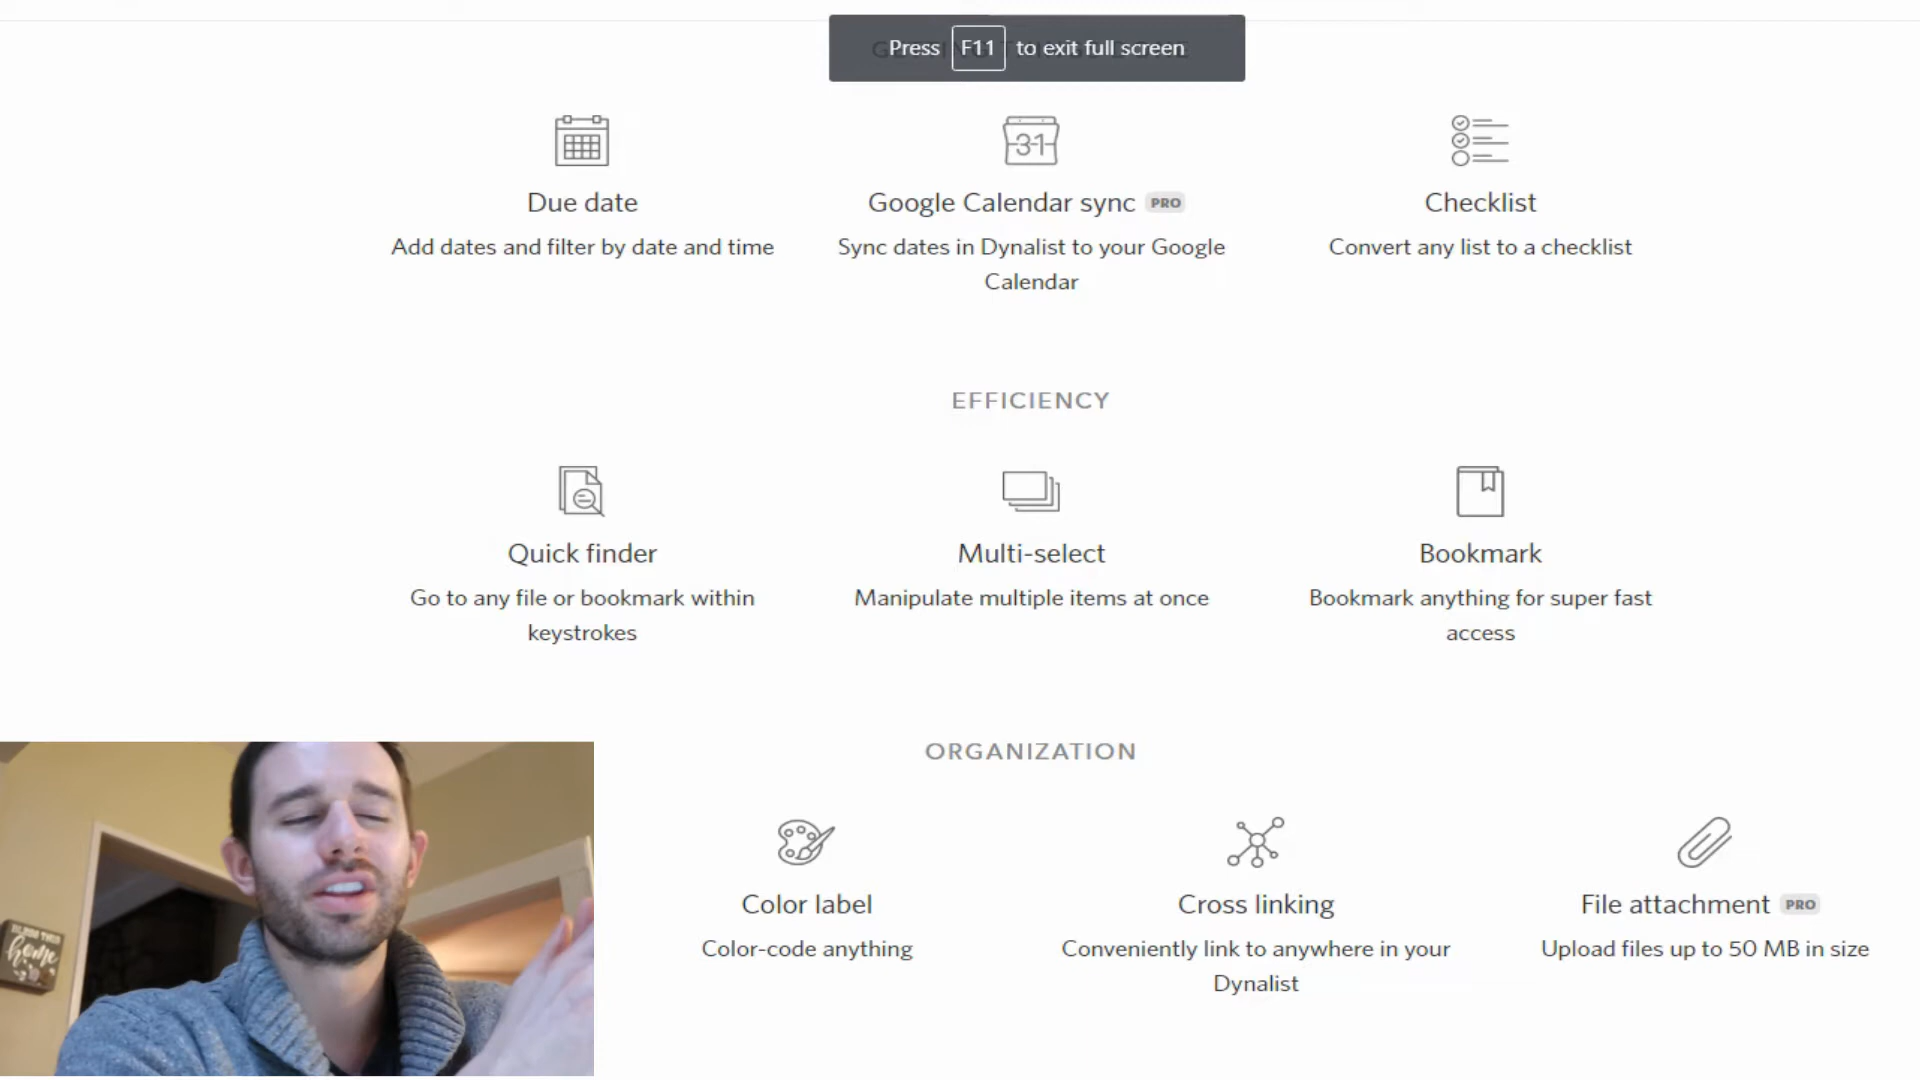 Press F11 to exit full screen
31
Due date
Google Calendar sync PRO
Checklist
Add dates and filter by date and time
Sync dates in Dynalist to your Google
Calendar
Convert any list to a checklist
EFFICIENCY
Quick finder
Multi-select
Bookmark
Go to any file or bookmark within
keystrokes
Manipulate multiple items at once
Bookmark anything for super fast
access
ORGANIZATION
Color label
Cross linking
File attachment PRO
Color-code anything
Conveniently link to anywhere in your
Dynalist
Upload files up to 50 MB in size
home